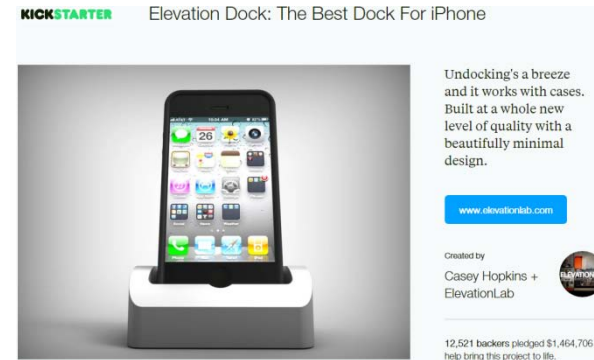 KICKSTARTER
Elevation Dock: The Best Dock For iPhone
Undocking's a breeze
and it works with cases.
Built at a whole new
level of quality with a
beautifully minimal
design.
www.elevationlab.com
Created by
Casey Hopkins +
ElevationLab
ELEVATION
12,521 backers pledged $1,464,706
help bring this project to life.
26